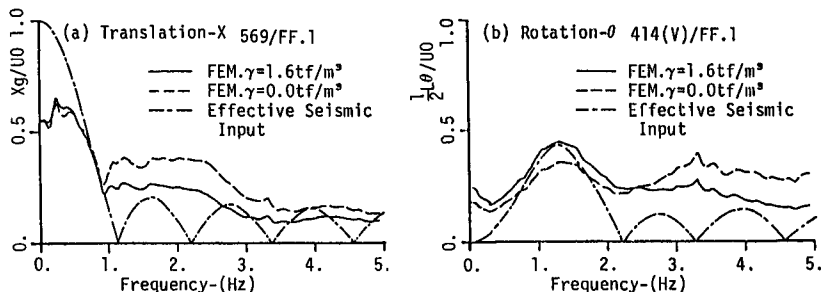 (a) Translation-X 569/FF.1
FEM.γ=1.6tf/m³
FEM.γ=0.0tf/m³
Effective Seismic
Input
Xg/U0
1.0
0.5
0.
0. 1. 2. 3. 4. 5.
Frequency-(Hz)
(b) Rotation-θ 414(V)/FF.1
FEM.γ=1.6tf/m³
FEM.γ=0.0tf/m³
Effective Seismic
Input
½Lθ/U0
1.0
0.5
0.
0. 1. 2. 3. 4. 5.
Frequency-(Hz)